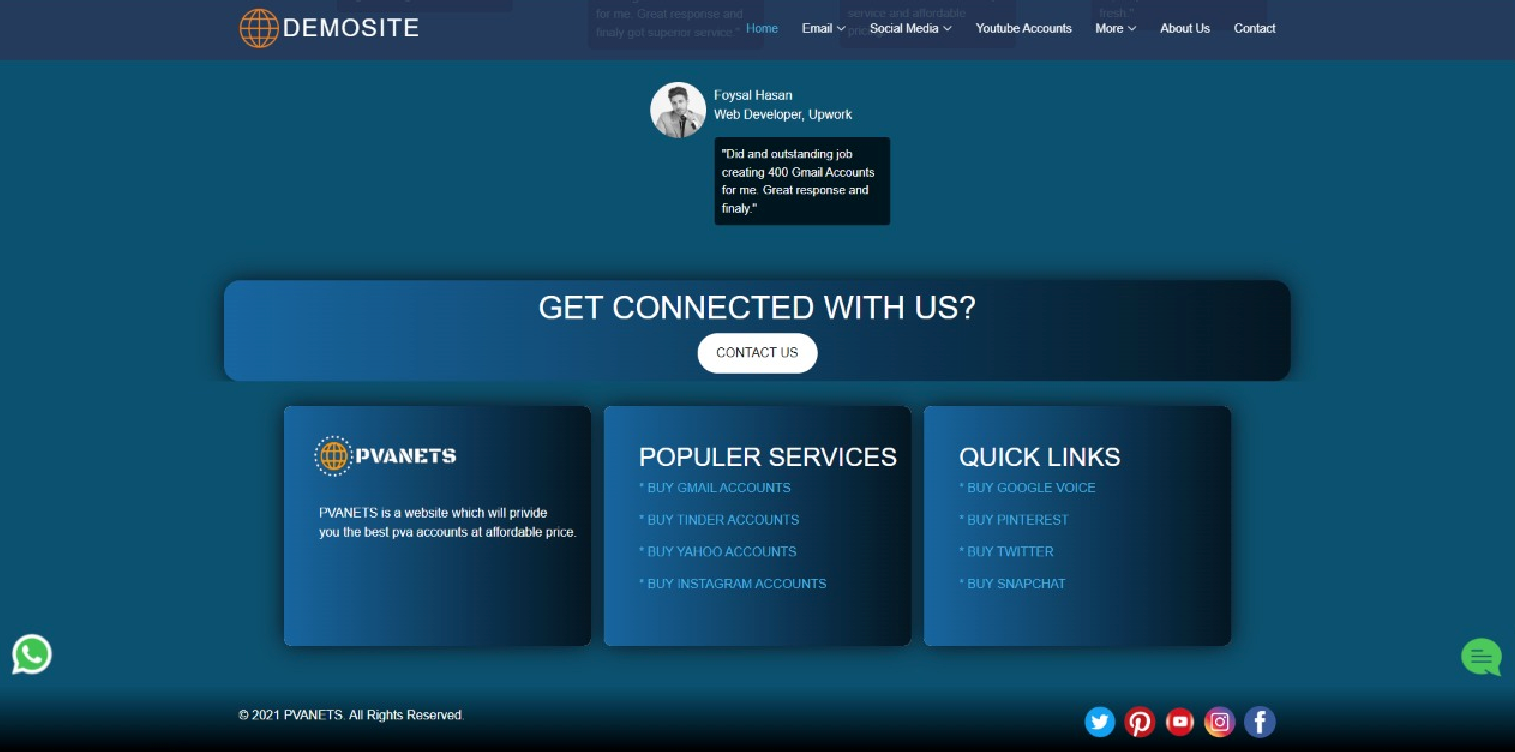 for me. Great response and
finaly got superior service."
service and affordable
fresh."
DEMOSITE
Home Email Social Media Youtube Accounts More About Us Contact
Foysal Hasan
Web Developer, Upwork
"Did and outstanding job
creating 400 Gmail Accounts
for me. Great response and
finaly."
GET CONNECTED WITH US?
CONTACT US
PVANETS
PVANETS is a website which will privide
you the best pva accounts at affordable price.
POPULER SERVICES
* BUY GMAIL ACCOUNTS
* BUY TINDER ACCOUNTS
* BUY YAHOO ACCOUNTS
* BUY INSTAGRAM ACCOUNTS
QUICK LINKS
* BUY GOOGLE VOICE
* BUY PINTEREST
* BUY TWITTER
* BUY SNAPCHAT
© 2021 PVANETS. All Rights Reserved.